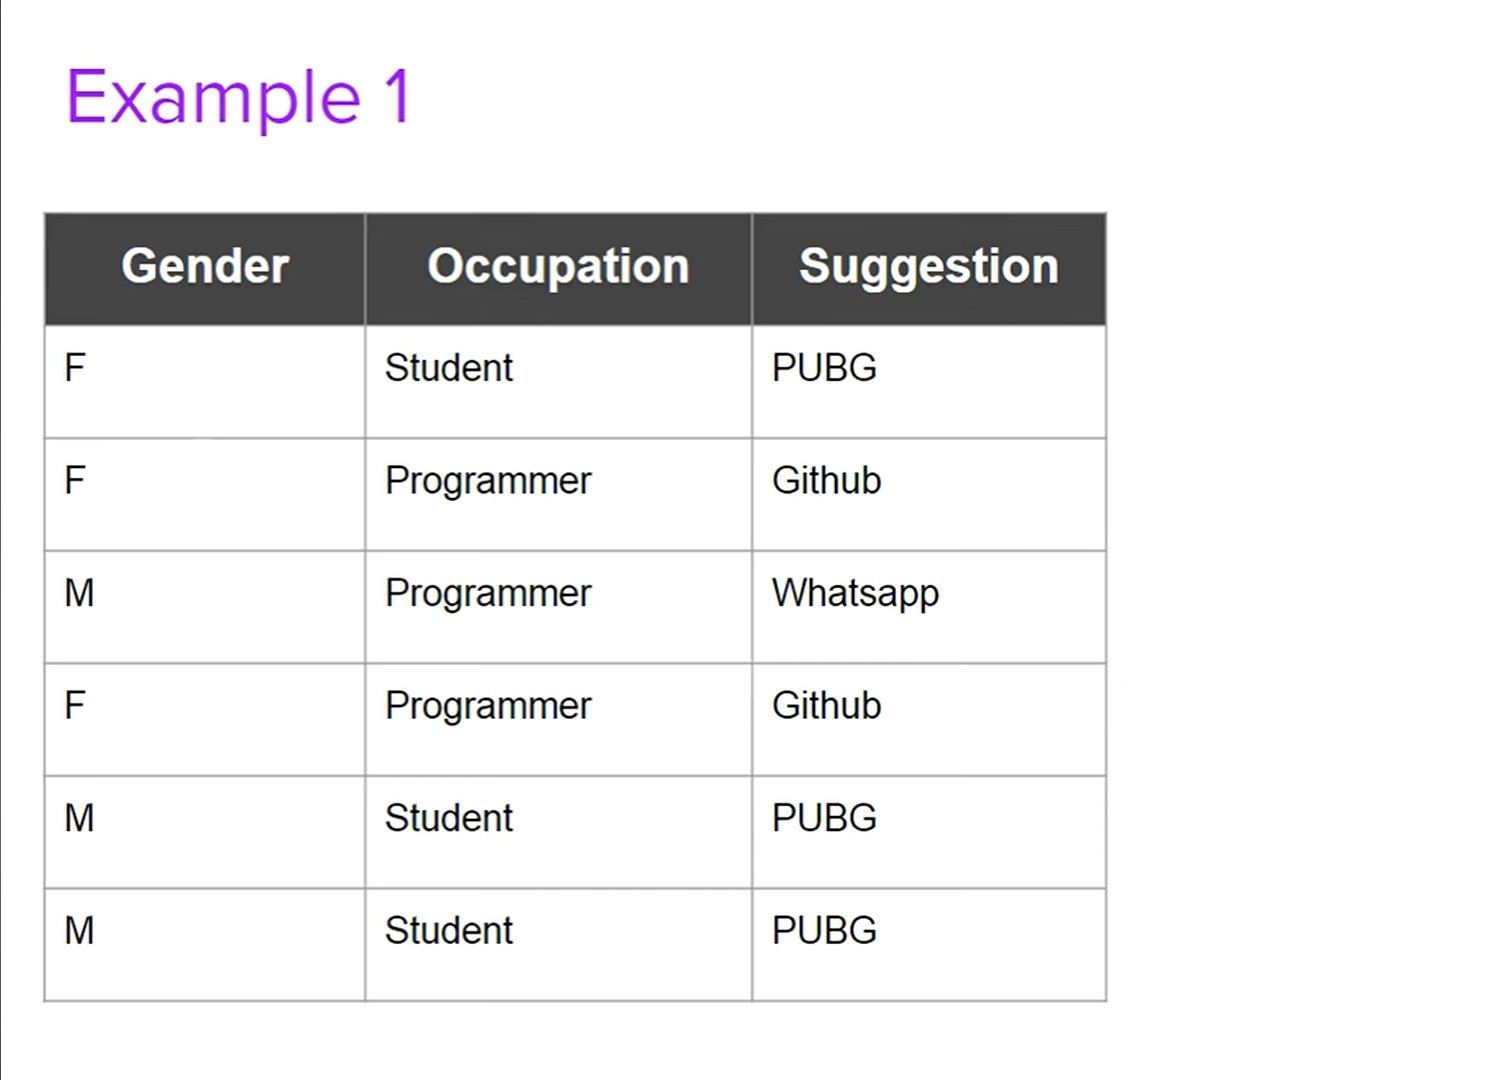 Example 1
Gender Occupation Suggestion
F Student PUBG
F Programmer Github
M Programmer Whatsapp
F Programmer Github
M Student PUBG
M Student PUBG